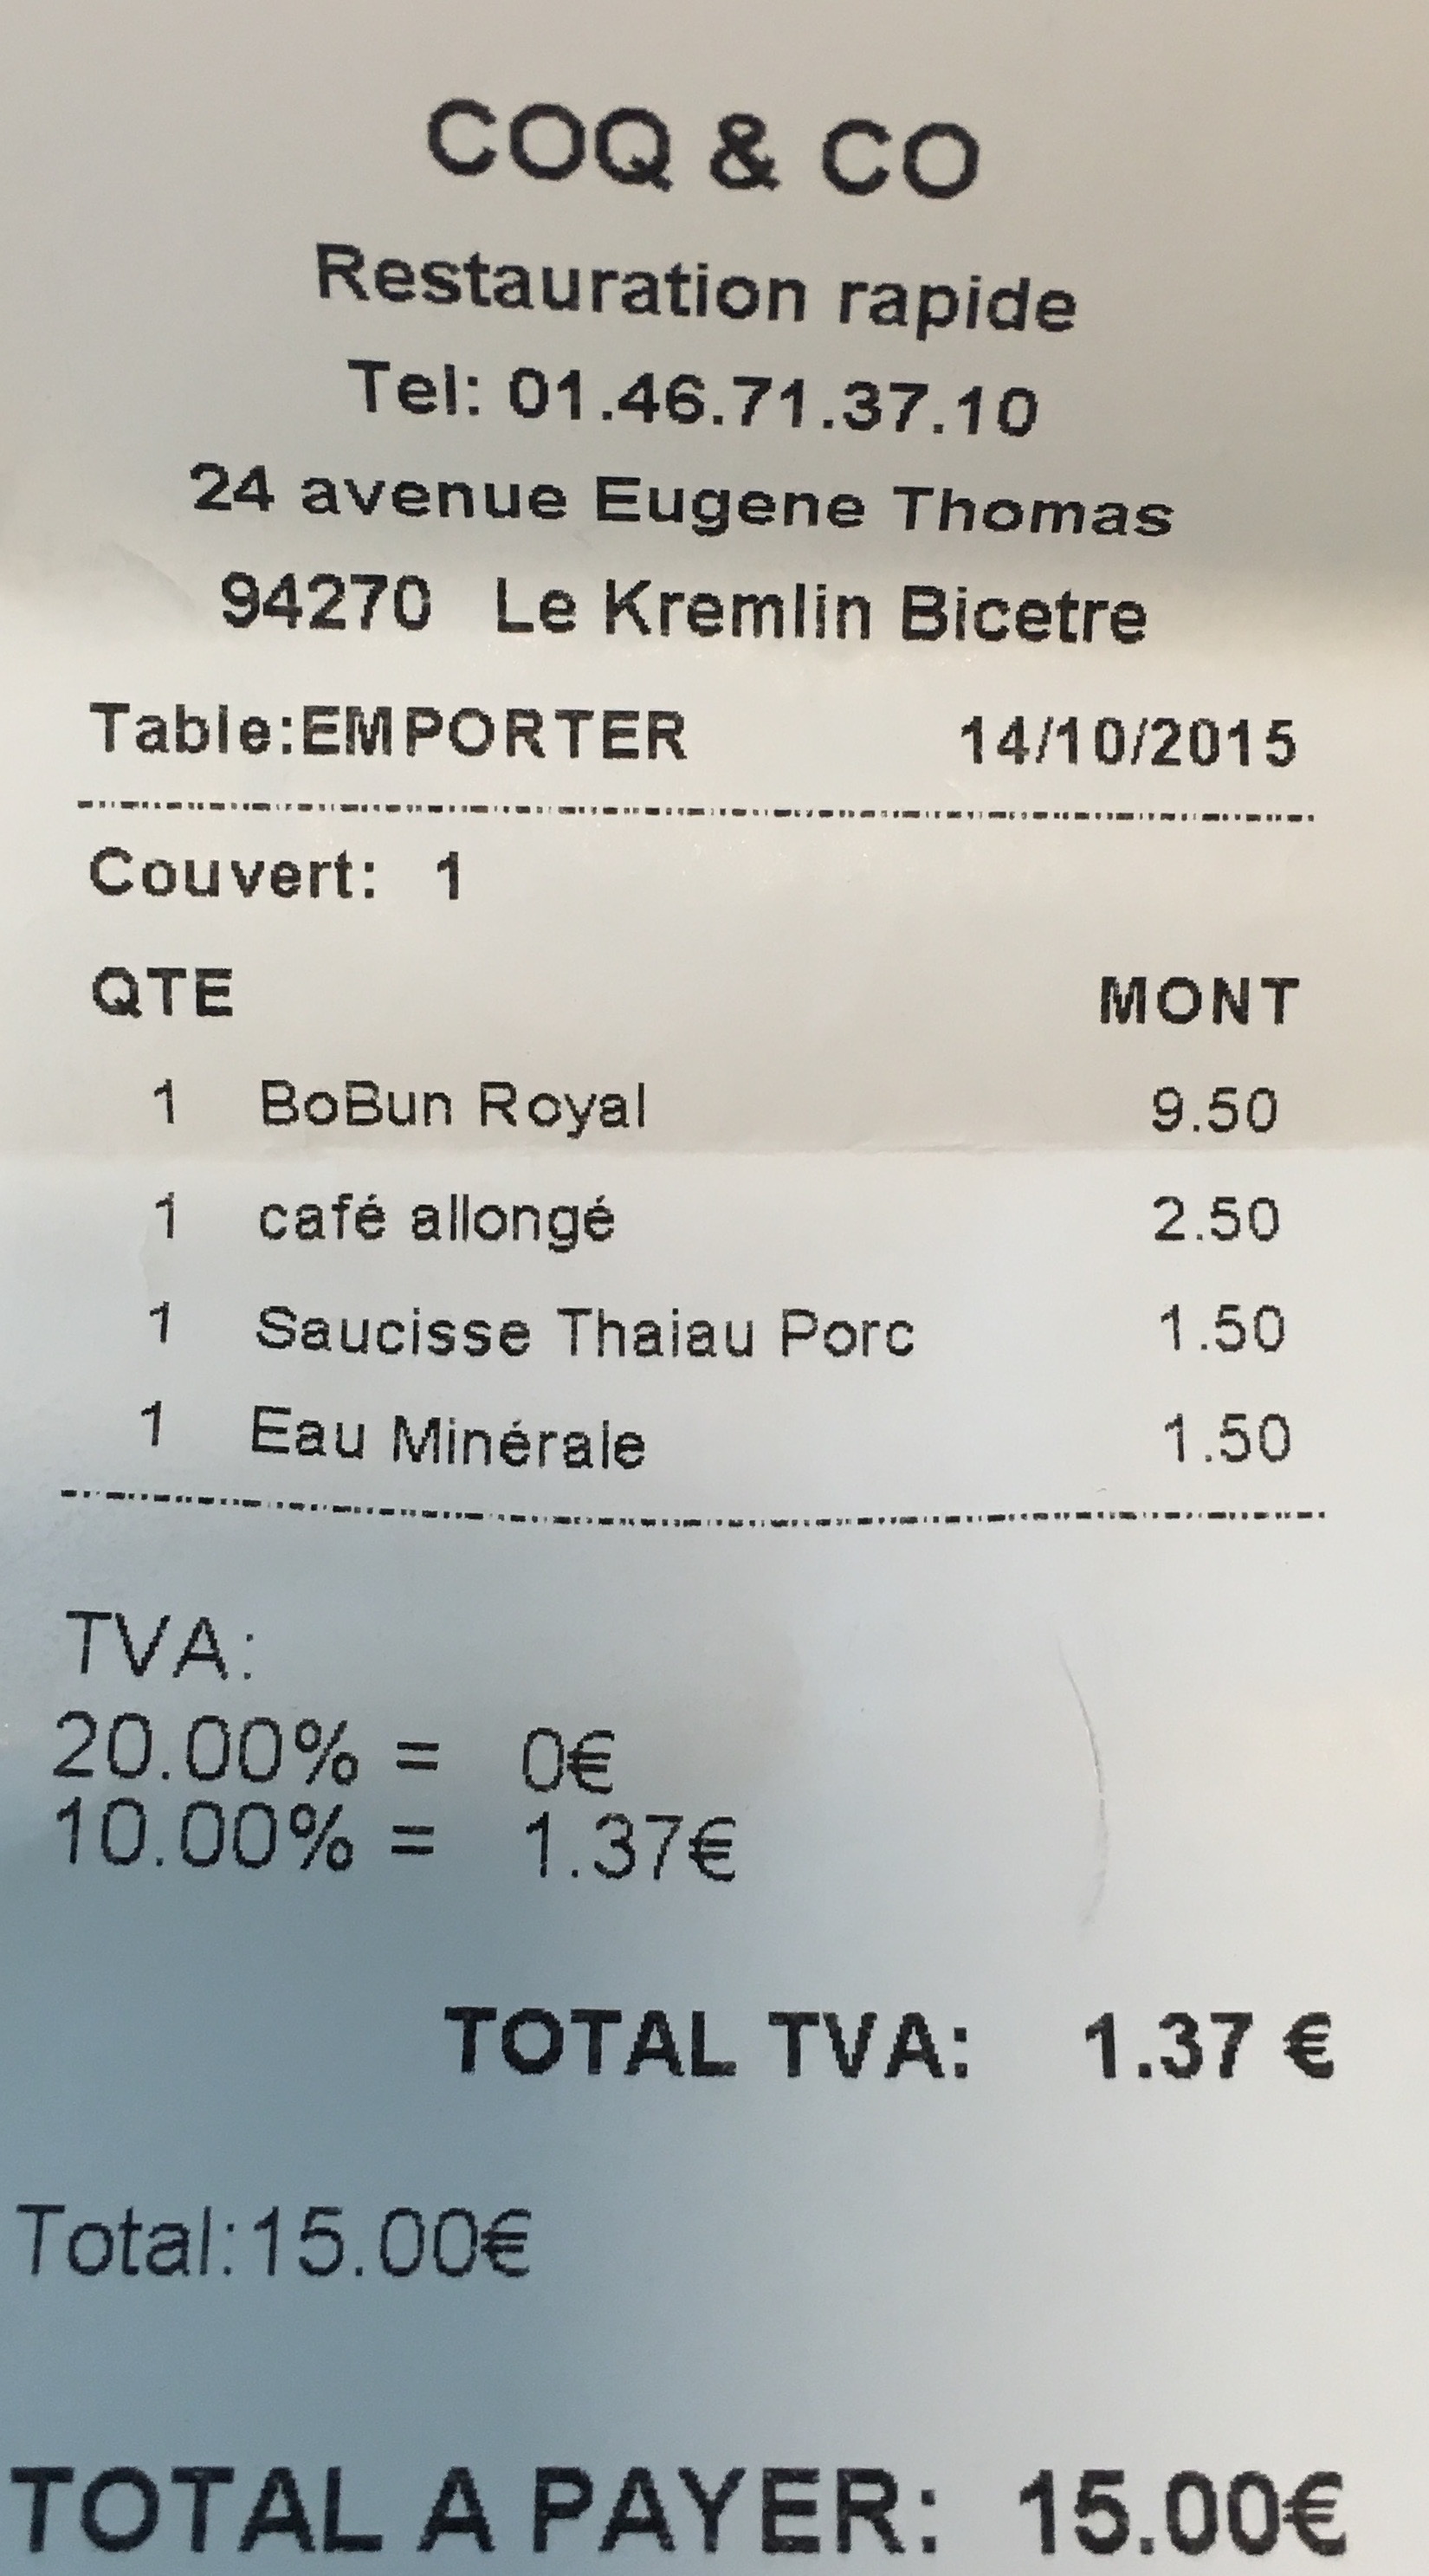 COQ & CO
Restauration rapide
Tel: 01.46.71.37.10
24 avenue Eugene Thomas
94270 Le Kremlin Bicetre
Table:EMPORTER 14/10/2015
Couvert: 1
QTE MONT
1 BoBun Royal 9.50
1 café allongé 2.50
1 Saucisse Thaiau Porc 1.50
1 Eau Minérale 1.50
TVA:
20.00% = 0€
10.00% = 1.37€
TOTAL TVA: 1.37 €
Total:15.00€
TOTAL A PAYER: 15.00€